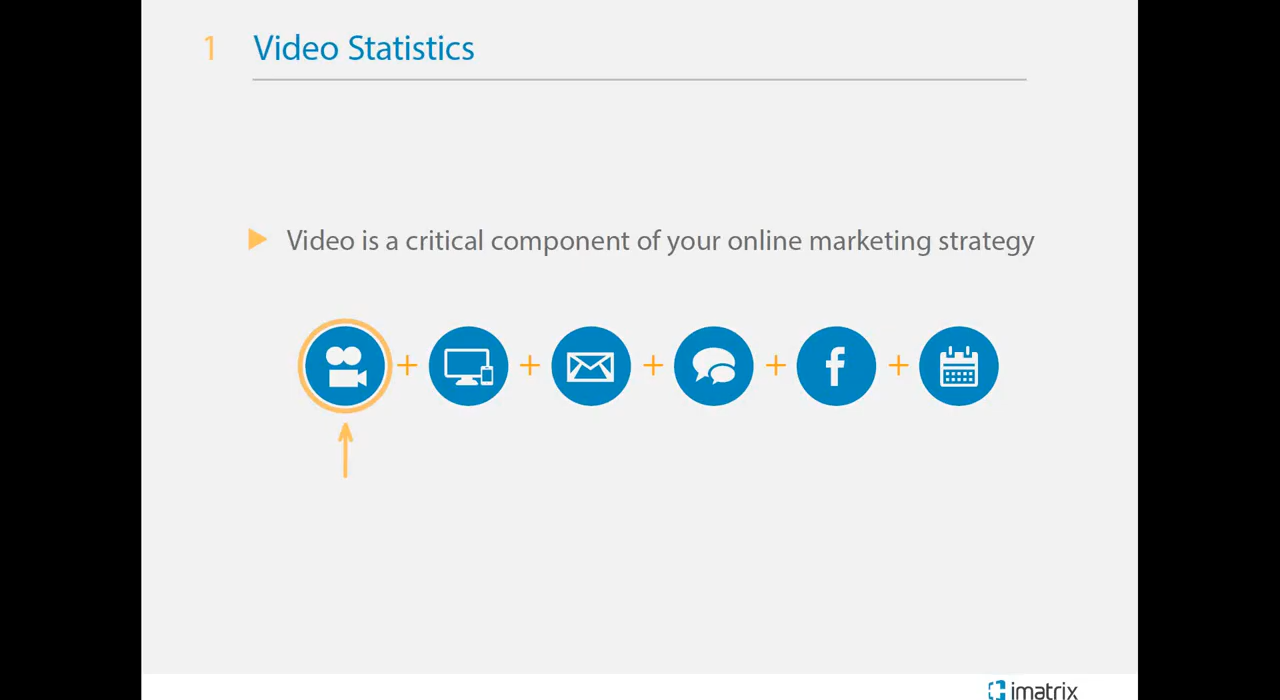 1 Video Statistics
Video is a critical component of your online marketing strategy
imatrix